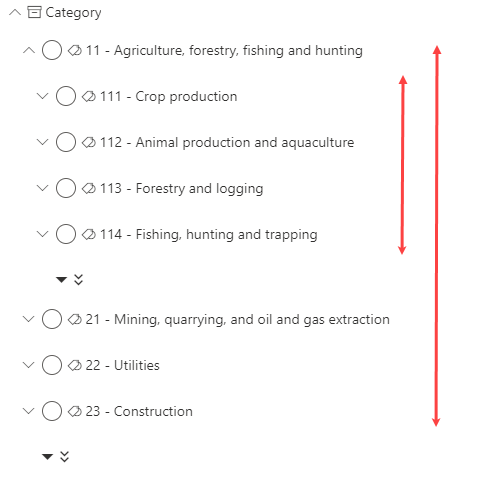 Category
11 - Agriculture, forestry, fishing and hunting
111 - Crop production
112 - Animal production and aquaculture
113 - Forestry and logging
114 - Fishing, hunting and trapping
21 - Mining, quarrying, and oil and gas extraction
22 - Utilities
23 - Construction